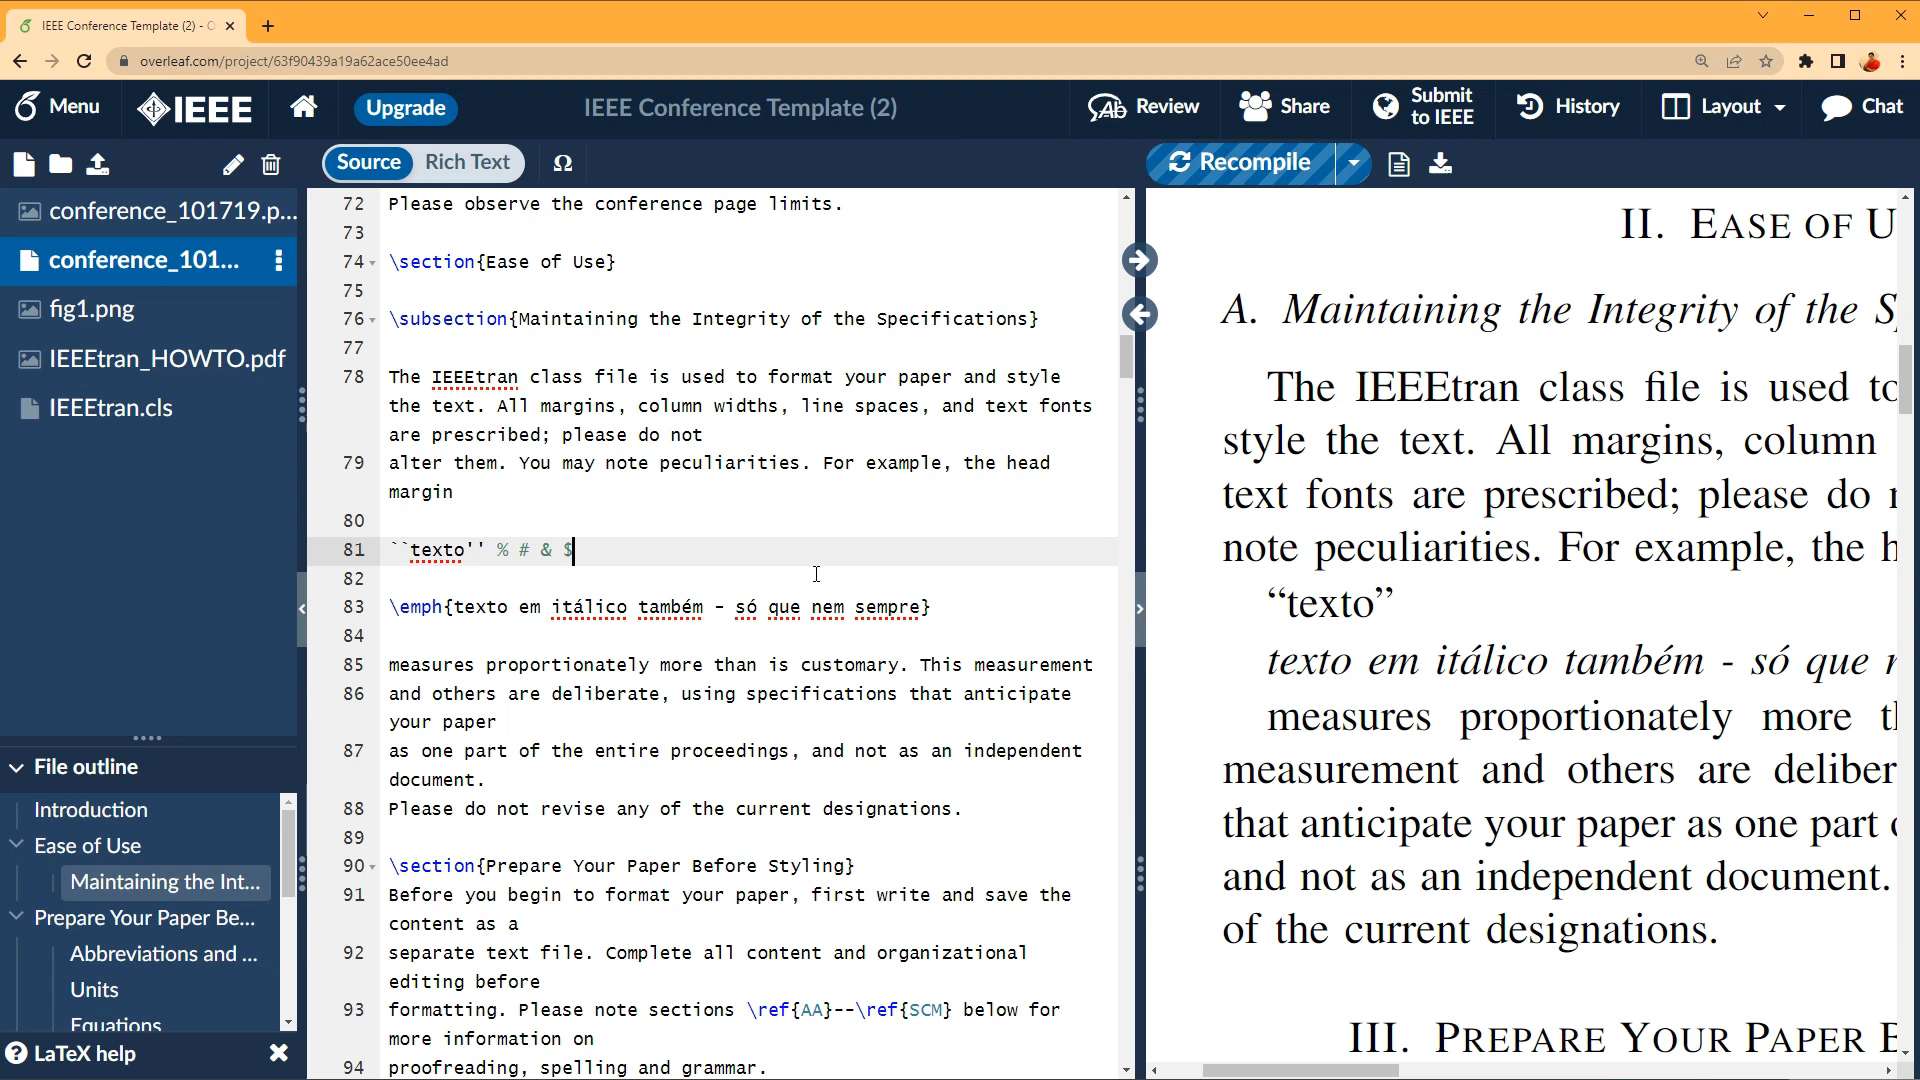 IEEE Conference Template (2) - O
overleaf.com/project/63f90439a19a62ace50ee4ad
Menu
IEEE
Upgrade
IEEE Conference Template (2)
Review
Share
Submit
to IEEE
History
Layout
Chat
Source
Rich Text
Ω
Recompile
conference_101719.p...
conference_101...
fig1.png
IEEEtran_HOWTO.pdf
IEEEtran.cls
File outline
Introduction
Ease of Use
Maintaining the Int...
Prepare Your Paper Be...
Abbreviations and ...
Units
Equations
LaTeX help
72 Please observe the conference page limits.
73
74 \section{Ease of Use}
75
76 \subsection{Maintaining the Integrity of the Specifications}
77
78 The IEEEtran class file is used to format your paper and style
the text. All margins, column widths, line spaces, and text fonts
are prescribed; please do not
79 alter them. You may note peculiarities. For example, the head
margin
80
81 ``texto'' % # & $
82
83 \emph{texto em itálico também - só que nem sempre}
84
85 measures proportionately more than is customary. This measurement
86 and others are deliberate, using specifications that anticipate
your paper
87 as one part of the entire proceedings, and not as an independent
document.
88 Please do not revise any of the current designations.
89
90 \section{Prepare Your Paper Before Styling}
91 Before you begin to format your paper, first write and save the
content as a
92 separate text file. Complete all content and organizational
editing before
93 formatting. Please note sections \ref{AA}--\ref{SCM} below for
more information on
94 proofreading, spelling and grammar.
II. EASE OF U
A. Maintaining the Integrity of the S
The IEEEtran class file is used to
style the text. All margins, column
text fonts are prescribed; please do
note peculiarities. For example, the
“texto”
texto em itálico também - só que
measures proportionately more
measurement and others are deliber
that anticipate your paper as one part
and not as an independent document.
of the current designations.
III. PREPARE YOUR PAPER B